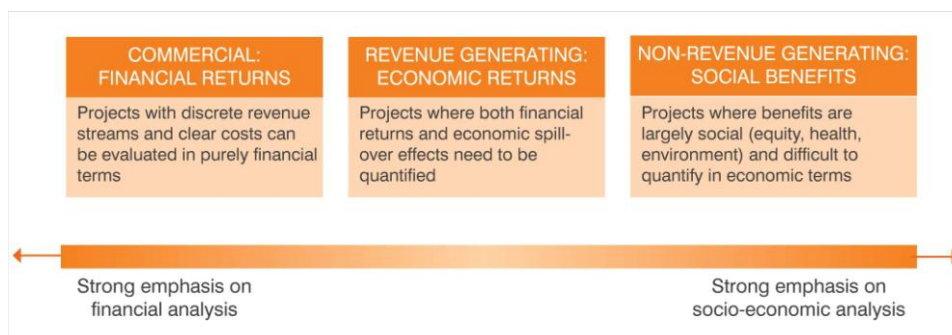 COMMERCIAL:
FINANCIAL RETURNS
Projects with discrete revenue
streams and clear costs can
be evaluated in purely financial
terms
REVENUE GENERATING:
ECONOMIC RETURNS
Projects where both financial
returns and economic spill-
over effects need to be
quantified
NON-REVENUE GENERATING:
SOCIAL BENEFITS
Projects where benefits are
largely social (equity, health,
environment) and difficult to
quantify in economic terms
Strong emphasis on
financial analysis
Strong emphasis on
socio-economic analysis